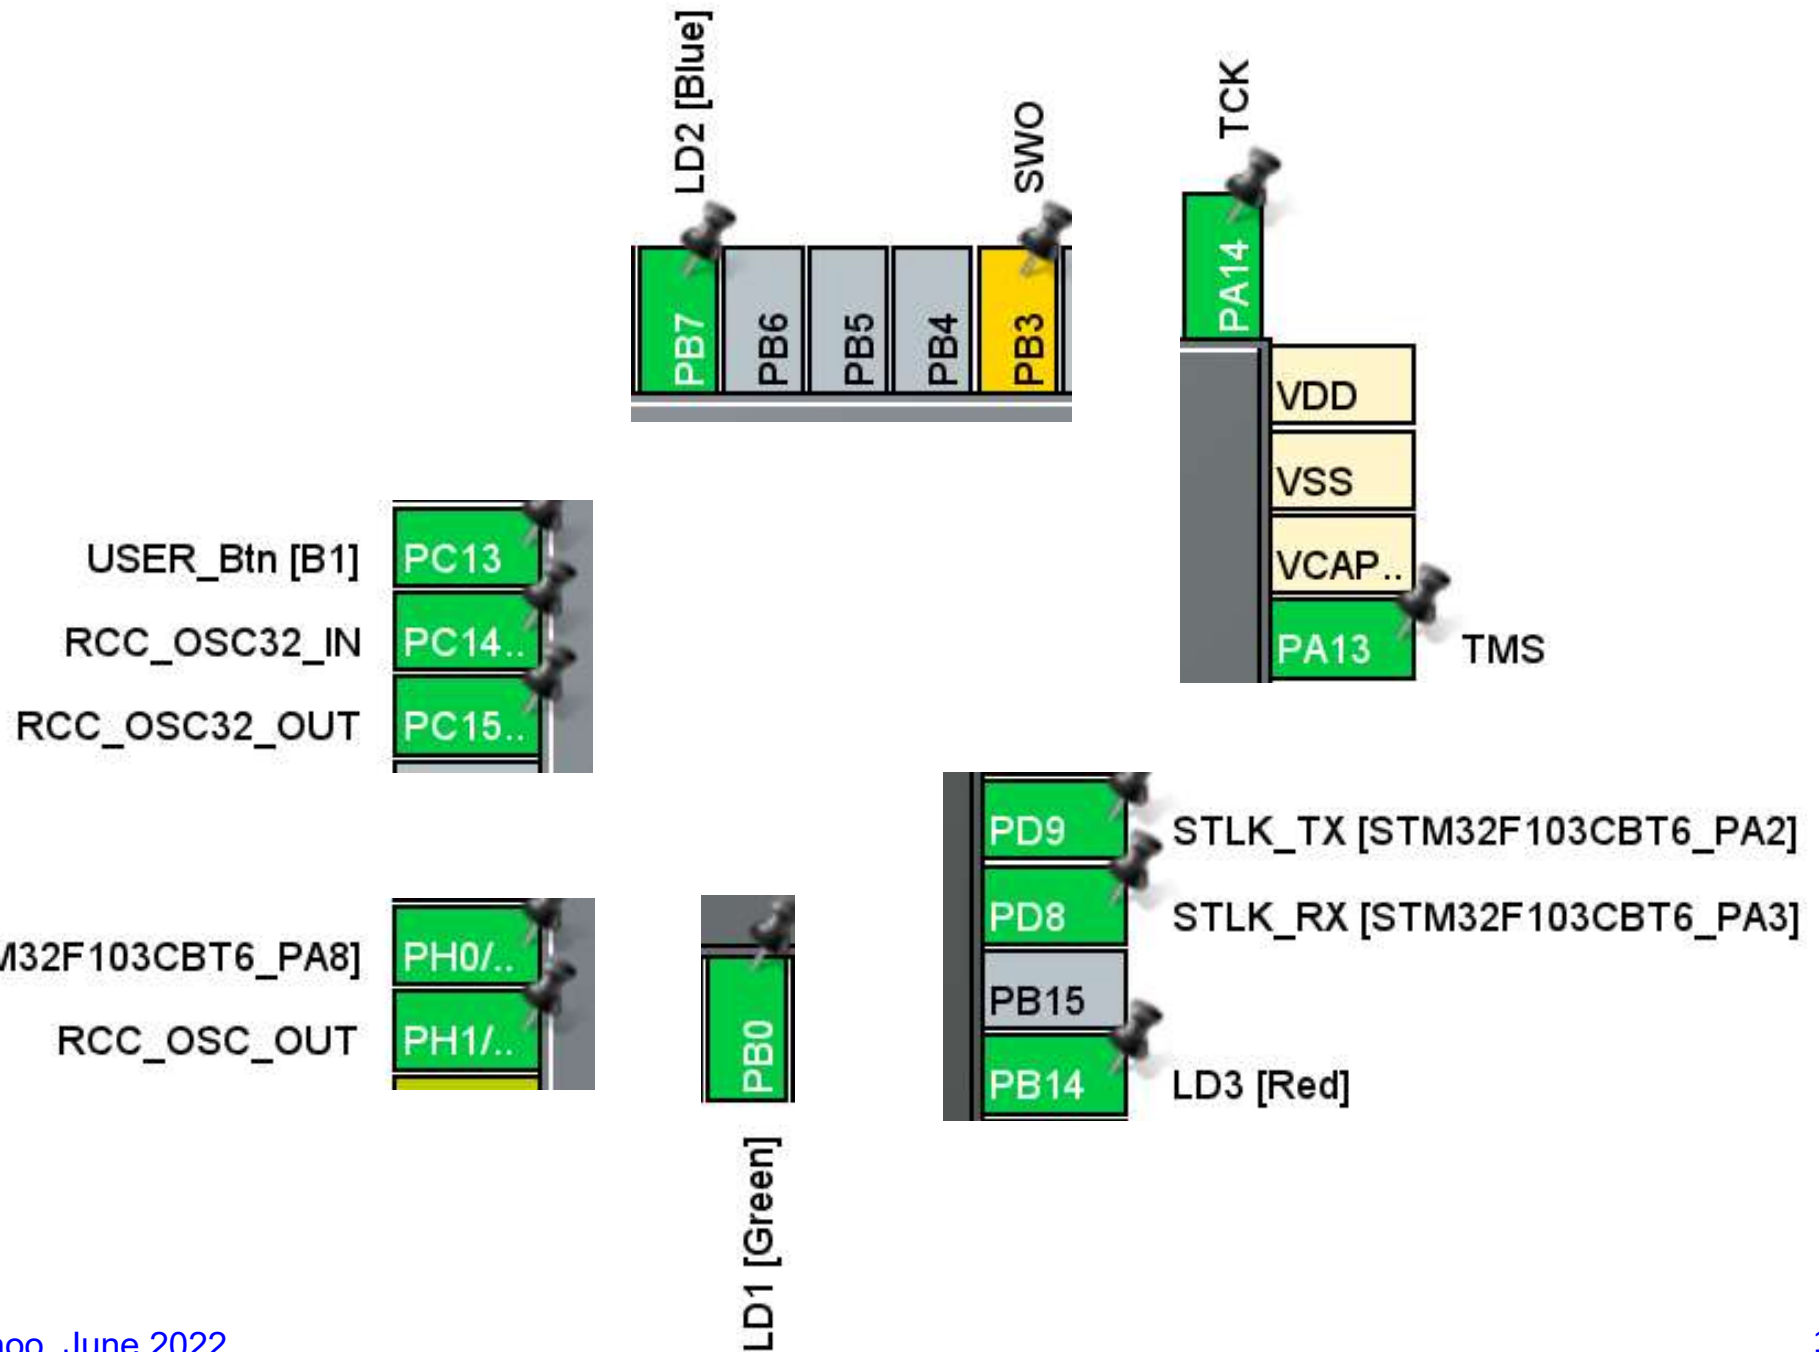 LD2 [Blue]
SWO
TCK
PB7
PB6
PB5
PB4
PB3
PA14
VDD
VSS
VCAP..
PA13
TMS
USER_Btn [B1]
PC13
RCC_OSC32_IN
PC14..
RCC_OSC32_OUT
PC15..
PD9
STLK_TX [STM32F103CBT6_PA2]
PD8
STLK_RX [STM32F103CBT6_PA3]
PB15
PB14
LD3 [Red]
M32F103CBT6_PA8]
PH0/..
RCC_OSC_OUT
PH1/..
PB0
LD1 [Green]
June 2022